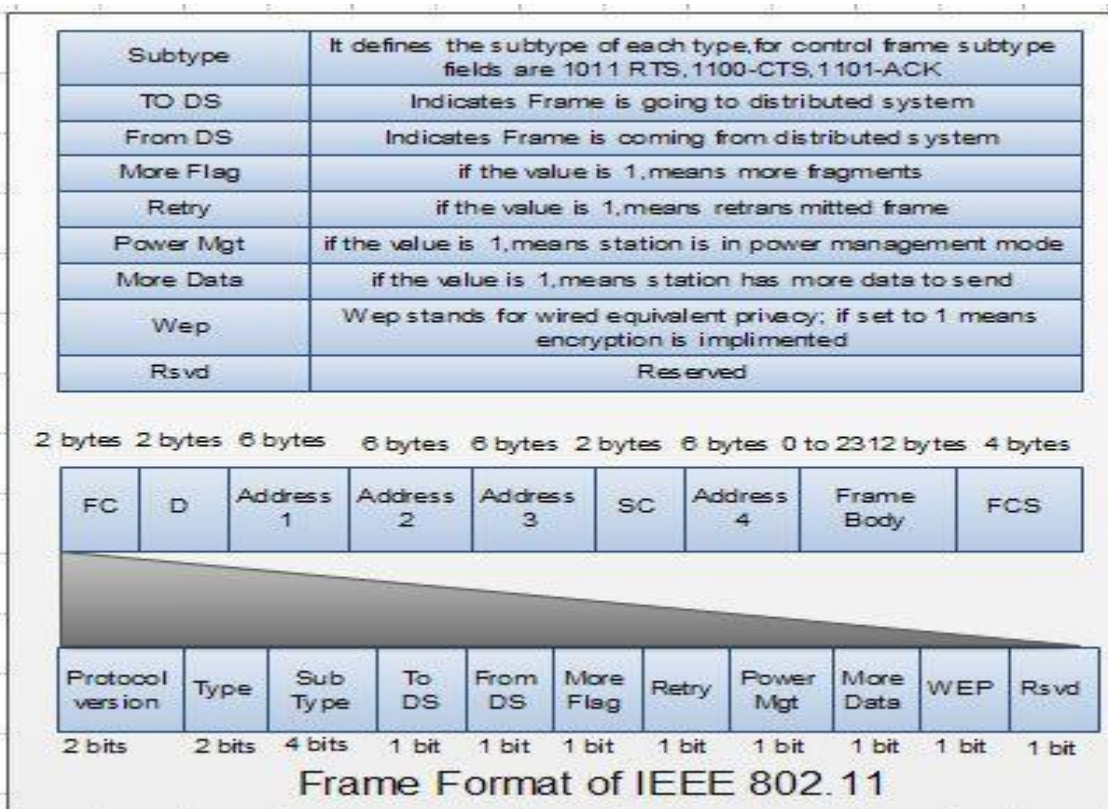 Subtype
It defines the subtype of each type,for control frame subtype
fields are 1011 RTS,1100-CTS,1101-ACK
TO DS
Indicates Frame is going to distributed system
From DS
Indicates Frame is coming from distributed system
More Flag
if the value is 1,means more fragments
Retry
if the value is 1,means retrans mitted frame
Power Mgt
if the value is 1,means station is in power management mode
More Data
if the value is 1,means station has more data to send
Wep
Wep stands for wired equivalent privacy; if set to 1 means
encryption is implimented
Rsvd
Reserved
2 bytes 2 bytes 6 bytes 6 bytes 6 bytes 2 bytes 6 bytes 0 to 2312 bytes 4 bytes
FC
D
Address
1
Address
2
Address
3
SC
Address
4
Frame
Body
FCS
Protocol
version
Type
Sub
Type
To
DS
From
DS
More
Flag
Retry
Power
Mgt
More
Data
WEP
Rsvd
2 bits 2 bits 4 bits 1 bit 1 bit 1 bit 1 bit 1 bit 1 bit 1 bit 1 bit
Frame Format of IEEE 802.11